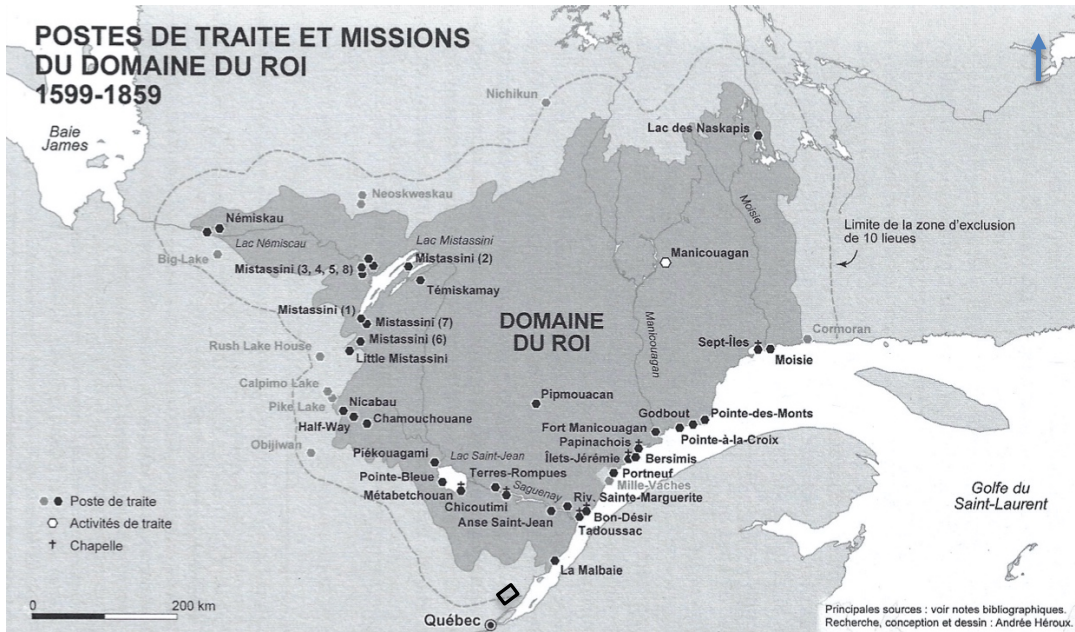 POSTES DE TRAITE ET MISSIONS
DU DOMAINE DU ROI
1599-1859
Baie
James
Nichikun
Lac des Naskapis
Neoskweskau
Moisie
Némiskau
Lac Némiscau
Lac Mistassini
Limite de la zone d'exclusion
de 10 lieues
Big-Lake
Mistassini (3, 4, 5, 8)
Mistassini (2)
Manicouagan
Témiskamay
Mistassini (1)
Mistassini (7)
DOMAINE
DU ROI
Manicouagan
Cormoran
Rush Lake House
Mistassini (6)
Little Mistassini
Sept-Îles
Moisie
Calpimo Lake
Pike Lake
Nicabau
Pipmouacan
Half-Way
Chamouchouane
Godbout
Pointe-des-Monts
Fort Manicouagan
Pointe-à-la-Croix
Obijiwan
Papinachois
Piékouagami
Lac Saint-Jean
Îlets-Jérémie
Bersimis
Pointe-Bleue
Terres-Rompues
Portneuf
Mille-Vaches
Métabetchouan
Saguenay
Riv. Sainte-Marguerite
Chicoutimi
Anse Saint-Jean
Bon-Désir
Tadoussac
Golfe du
Saint-Laurent
Poste de traite
Activités de traite
Chapelle
La Malbaie
0 200 km
Québec
Principales sources : voir notes bibliographiques.
Recherche, conception et dessin : Andrée Héroux.